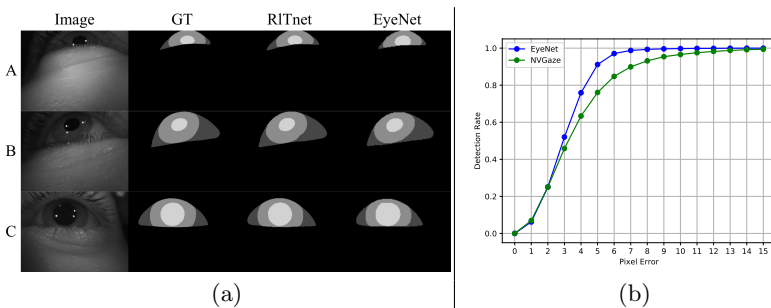 Image GT RITnet EyeNet
A
B
C
(a)
EyeNet
NVGaze
1.0
0.8
0.6
0.4
0.2
0.0
Detection Rate
0 1 2 3 4 5 6 7 8 9 10 11 12 13 14 15
Pixel Error
(b)